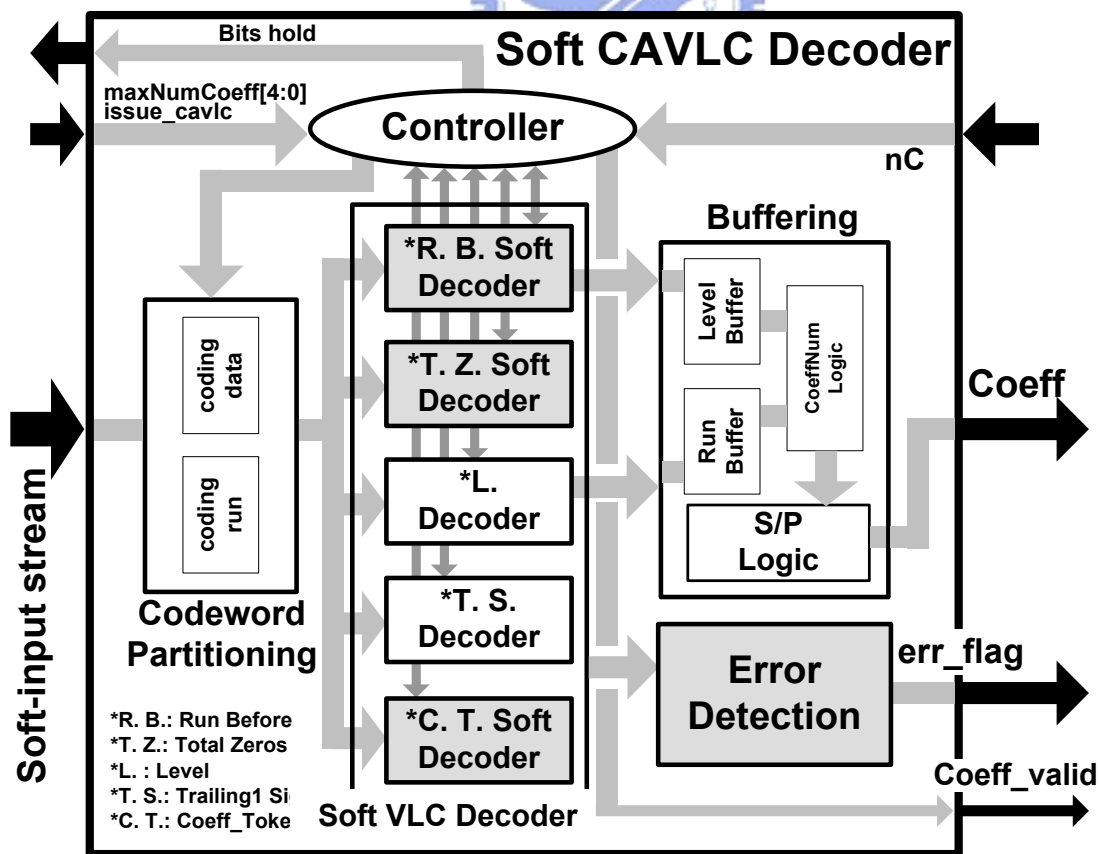 Bits hold
Soft CAVLC Decoder
maxNumCoeff[4:0]
issue_cavlc
Controller
nC
Buffering
*R. B. Soft
Decoder
Level
Buffer
CoeffNum
Logic
coding
data
*T. Z. Soft
Decoder
Coeff
Run
Buffer
*L.
Decoder
coding
run
S/P
Logic
Soft-input stream
*T. S.
Decoder
Codeword
Partitioning
Error
Detection
err_flag
*C. T. Soft
Decoder
*R. B.: Run Before
*T. Z.: Total Zeros
*L. : Level
*T. S.: Trailing1
*C. T.:
Soft VLC Decoder
Coeff_valid